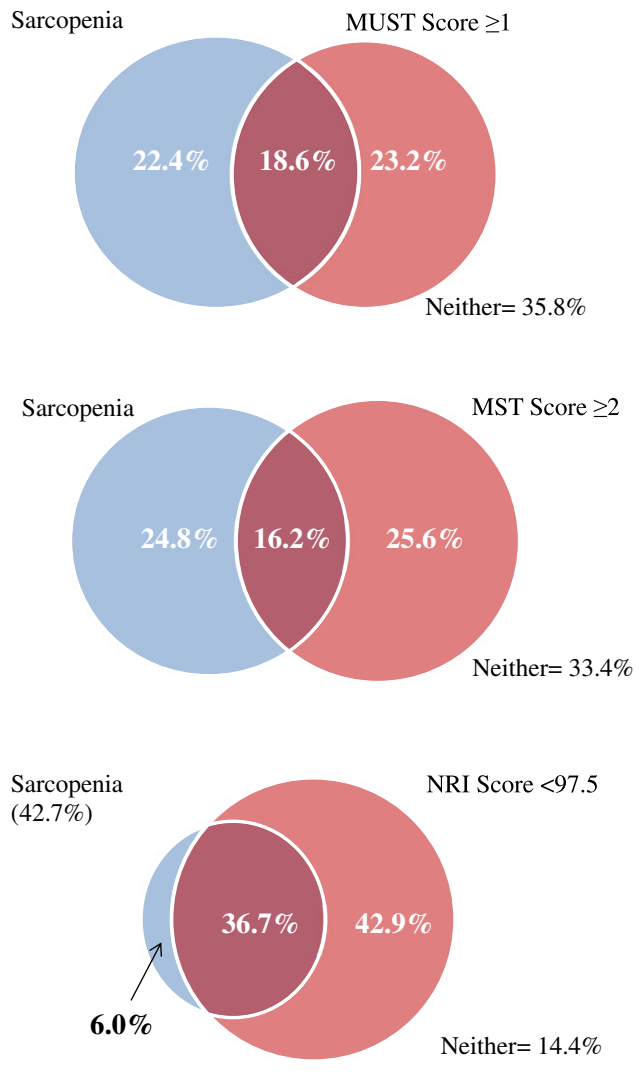 Sarcopenia
MUST Score ≥1
22.4%
18.6%
23.2%
Neither= 35.8%
Sarcopenia
MST Score ≥2
24.8%
16.2%
25.6%
Neither= 33.4%
Sarcopenia
(42.7%)
NRI Score <97.5
36.7%
42.9%
6.0%
Neither= 14.4%